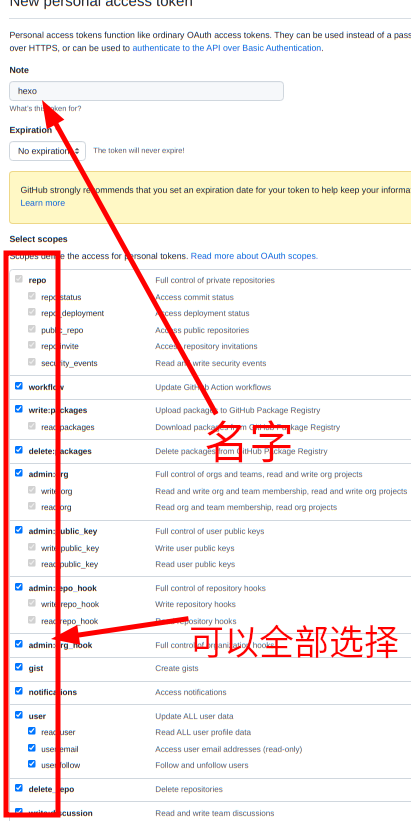 New personal access token
Personal access tokens function like ordinary OAuth access tokens. They can be used instead of a pass
over HTTPS, or can be used to authenticate to the API over Basic Authentication.
Note
hexo
What's this token for?
Expiration
No expiration
The token will never expire!
GitHub strongly recommends that you set an expiration date for your token to help keep your informa
Learn more
Select scopes
Scopes define the access for personal tokens. Read more about OAuth scopes.
repo Full control of private repositories
repo:status Access commit status
repo_deployment Access deployment status
public_repo Access public repositories
repo:invite Access repository invitations
security_events Read and write security events
workflow Update GitHub Action workflows
write:packages Upload packages to GitHub Package Registry
read:packages Download packages from GitHub Package Registry
名字
delete:packages Delete packages from GitHub Package Registry
admin:org Full control of orgs and teams, read and write org projects
write:org Read and write org and team membership, read and write org projects
read:org Read org and team membership, read org projects
admin:public_key Full control of user public keys
write:public_key Write user public keys
read:public_key Read user public keys
admin:repo_hook Full control of repository hooks
write:repo_hook Write repository hooks
read:repo_hook Read repository hooks
可以全部选择
admin:org_hook Full control of organization hooks
gist Create gists
notifications Access notifications
user Update ALL user data
read:user Read ALL user profile data
user:email Access user email addresses (read-only)
user:follow Follow and unfollow users
delete_repo Delete repositories
write:discussion Read and write team discussions